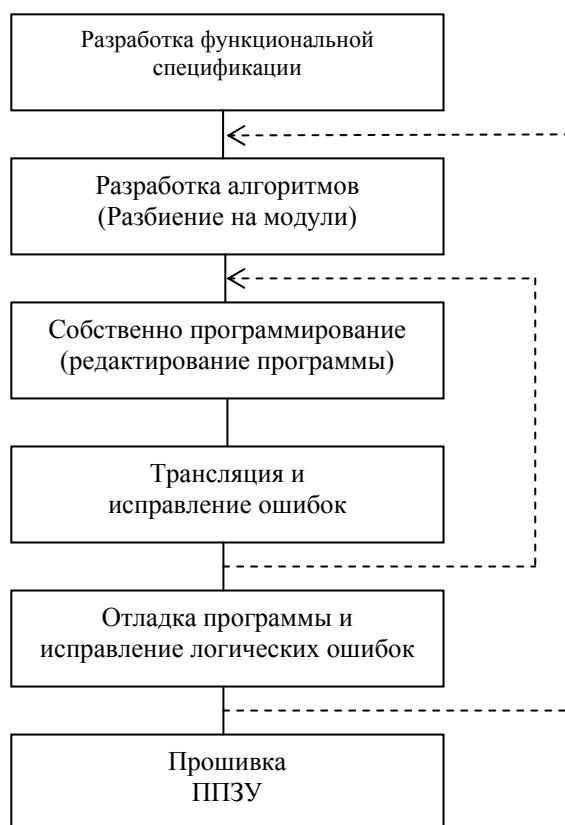 Разработка функциональной
спецификации
Разработка алгоритмов
(Разбиение на модули)
Собственно программирование
(редактирование программы)
Трансляция и
исправление ошибок
Отладка программы и
исправление логических ошибок
Прошивка
ППЗУ